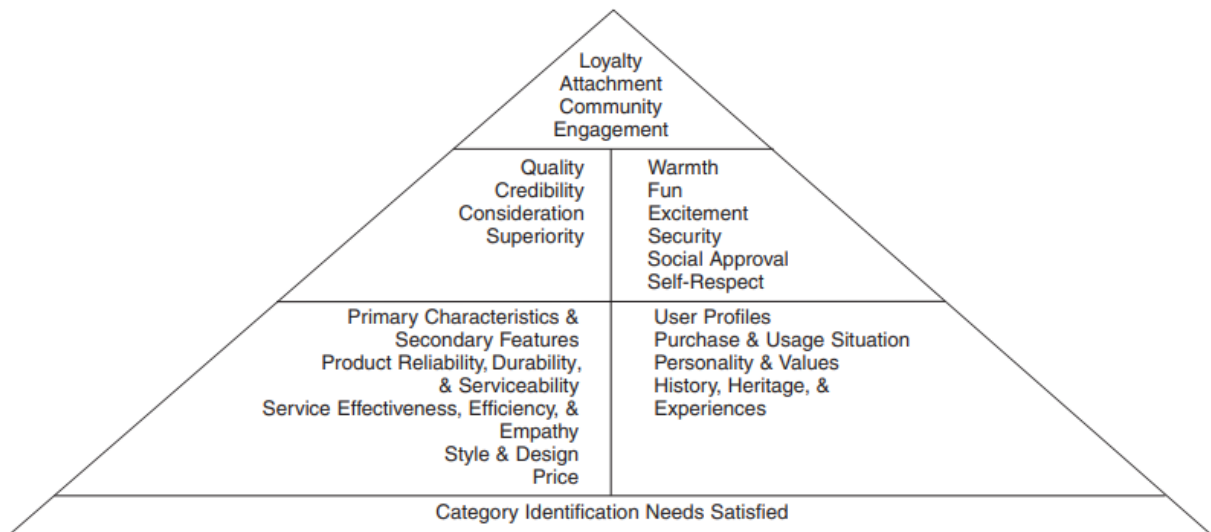 Loyalty
Attachment
Community
Engagement
Quality
Credibility
Consideration
Superiority
Warmth
Fun
Excitement
Security
Social Approval
Self-Respect
Primary Characteristics &
Secondary Features
Product Reliability, Durability,
& Serviceability
Service Effectiveness, Efficiency, &
Empathy
Style & Design
Price
User Profiles
Purchase & Usage Situation
Personality & Values
History, Heritage, &
Experiences
Category Identification Needs Satisfied